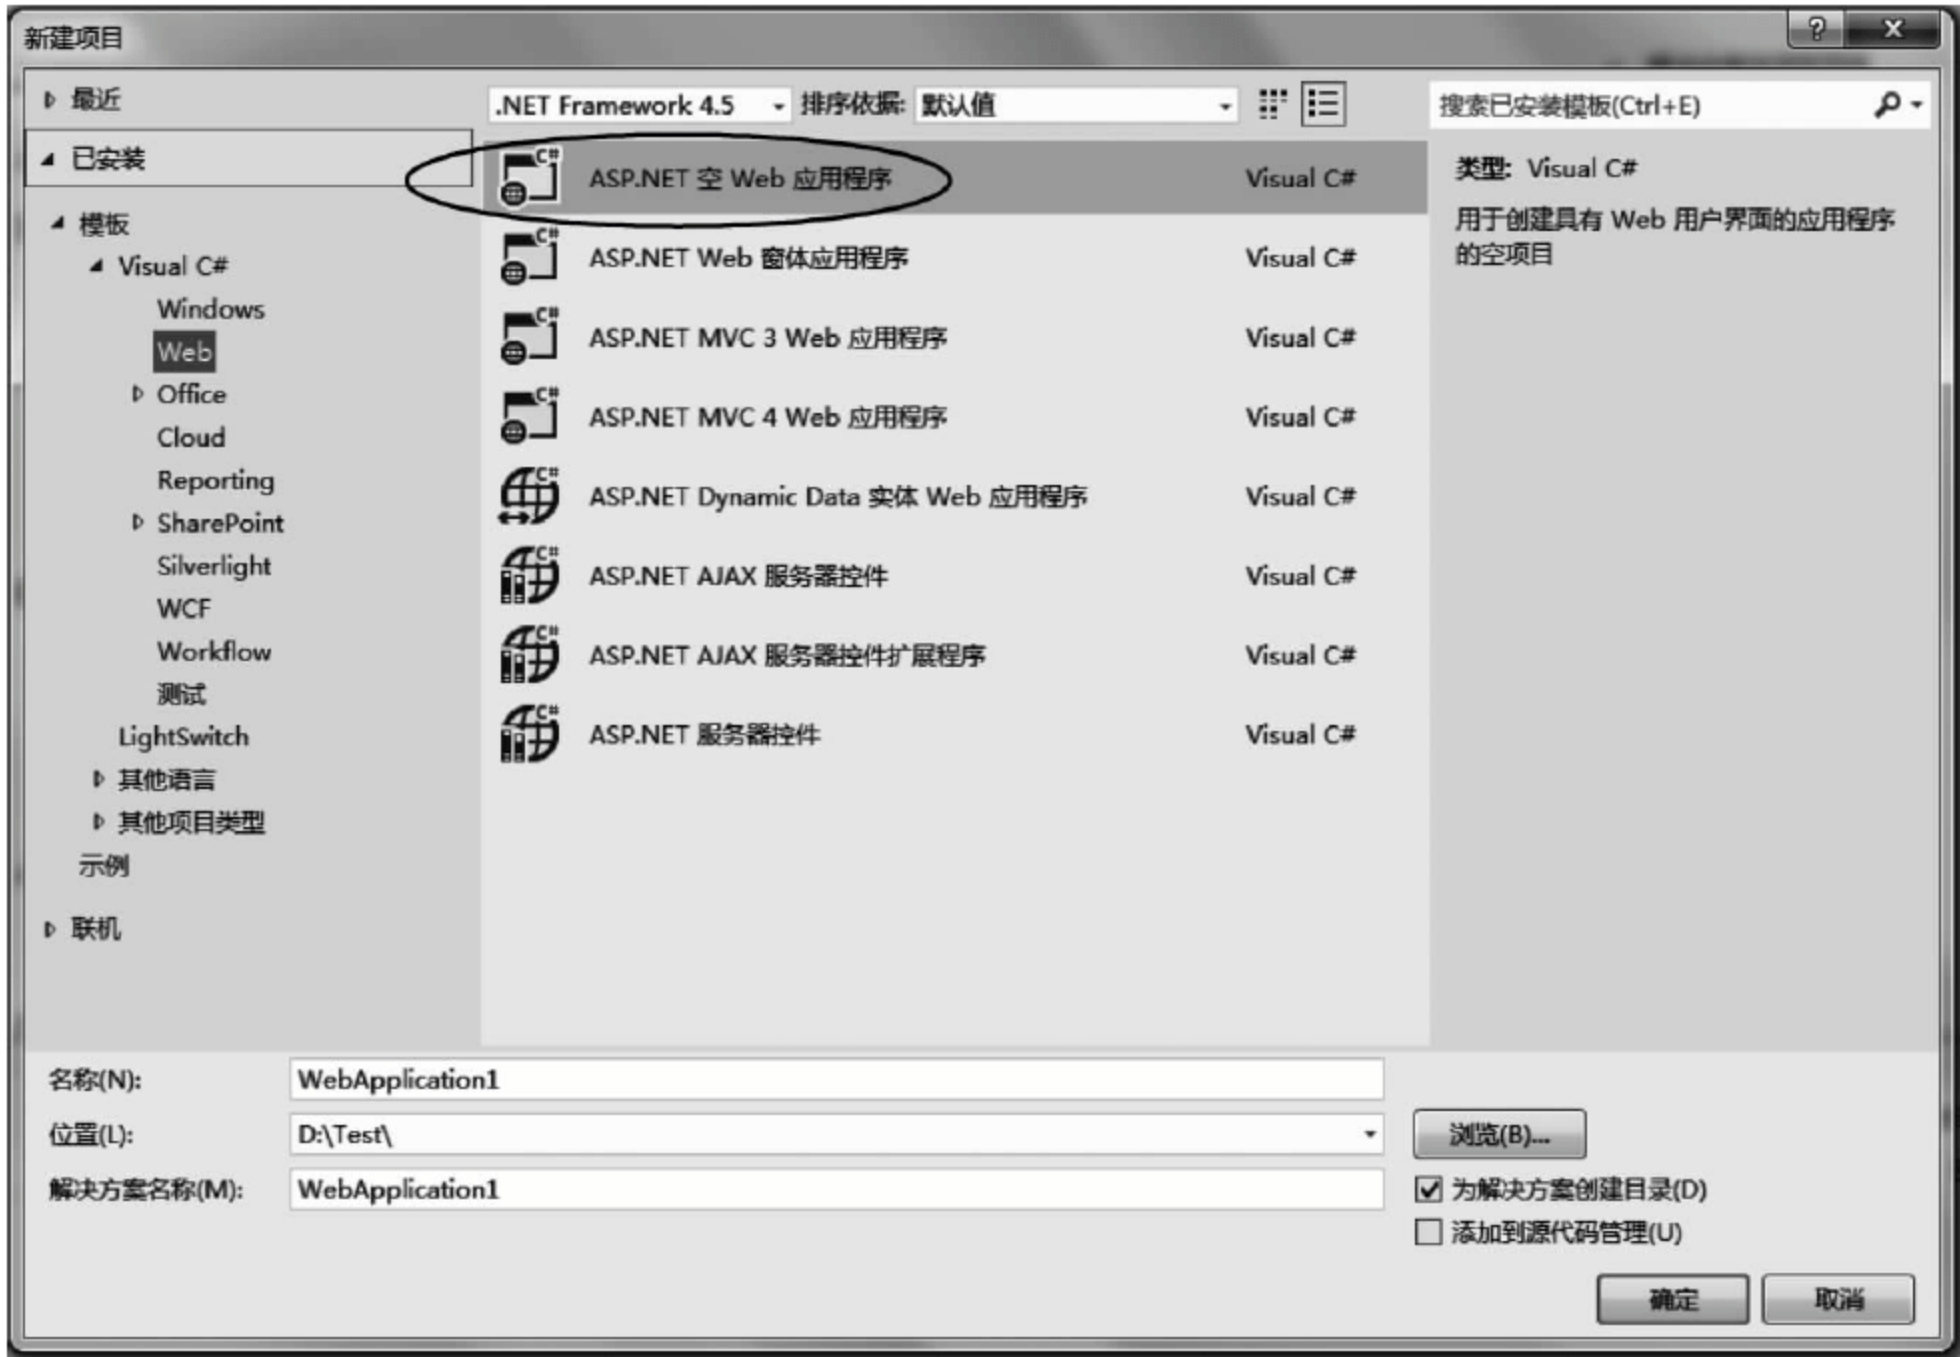 新建项目
最近
已安装
模板
Visual C#
Windows
Web
Office
Cloud
Reporting
SharePoint
Silverlight
WCF
Workflow
测试
LightSwitch
其他语言
其他项目类型
示例
联机
.NET Framework 4.5 排序依据: 默认值
ASP.NET 空 Web 应用程序 Visual C#
ASP.NET Web 窗体应用程序 Visual C#
ASP.NET MVC 3 Web 应用程序 Visual C#
ASP.NET MVC 4 Web 应用程序 Visual C#
ASP.NET Dynamic Data 实体 Web 应用程序 Visual C#
ASP.NET AJAX 服务器控件 Visual C#
ASP.NET AJAX 服务器控件扩展程序 Visual C#
ASP.NET 服务器控件 Visual C#
搜索已安装模板(Ctrl+E)
类型: Visual C#
用于创建具有 Web 用户界面的应用程序
的空项目
名称(N): WebApplication1
位置(L): D:\Test\ 浏览(B)...
解决方案名称(M): WebApplication1
为解决方案创建目录(D)
添加到源代码管理(U)
确定 取消